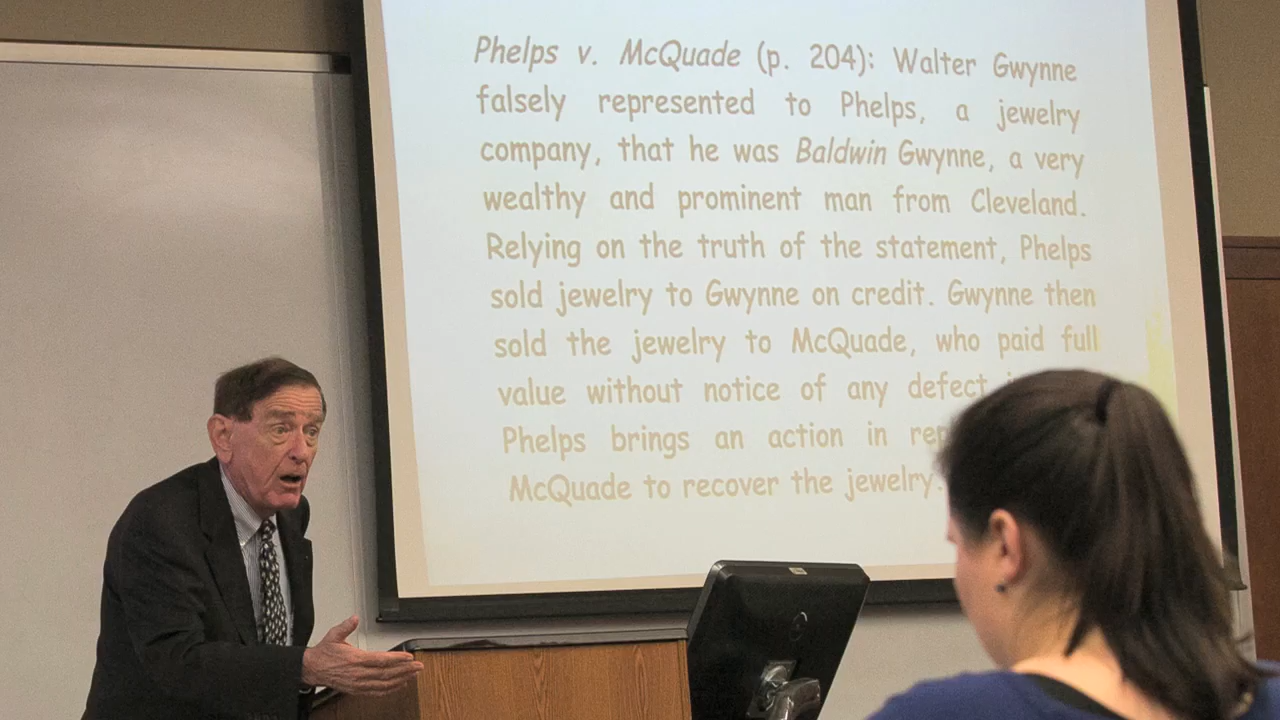 Phelps v. McQuade (p. 204): Walter Gwynne
falsely represented to Phelps, a jewelry
company, that he was Baldwin Gwynne, a very
wealthy and prominent man from Cleveland.
Relying on the truth of the statement, Phelps
sold jewelry to Gwynne on credit. Gwynne then
sold the jewelry to McQuade, who paid full
value without notice of any defect
Phelps brings an action in
McQuade to recover the jewelry.